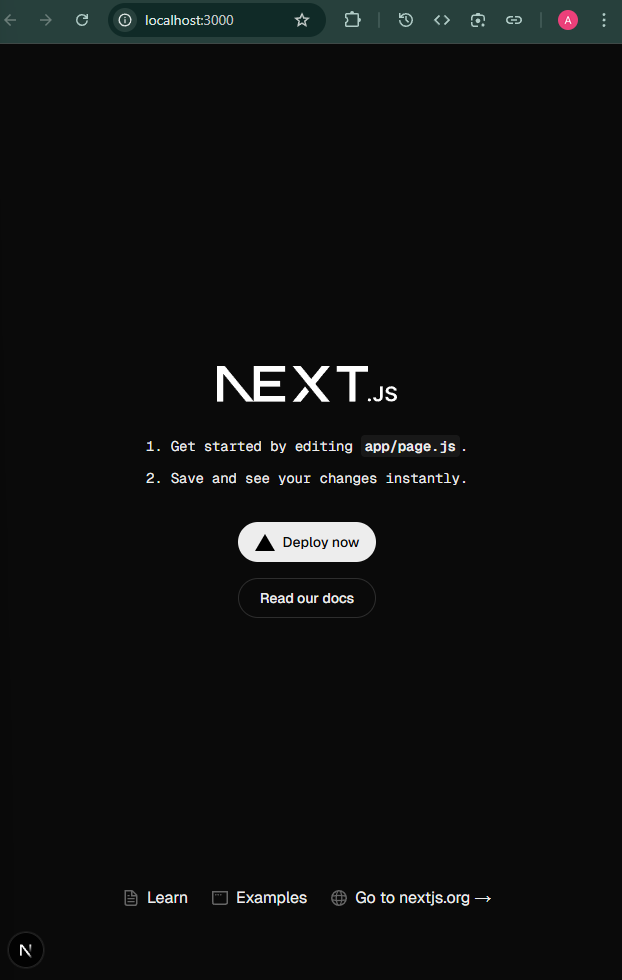 localhost:3000
A
NEXT.JS
1. Get started by editing app/page.js.
2. Save and see your changes instantly.
Deploy now
Read our docs
Learn Examples Go to nextjs.org →
N